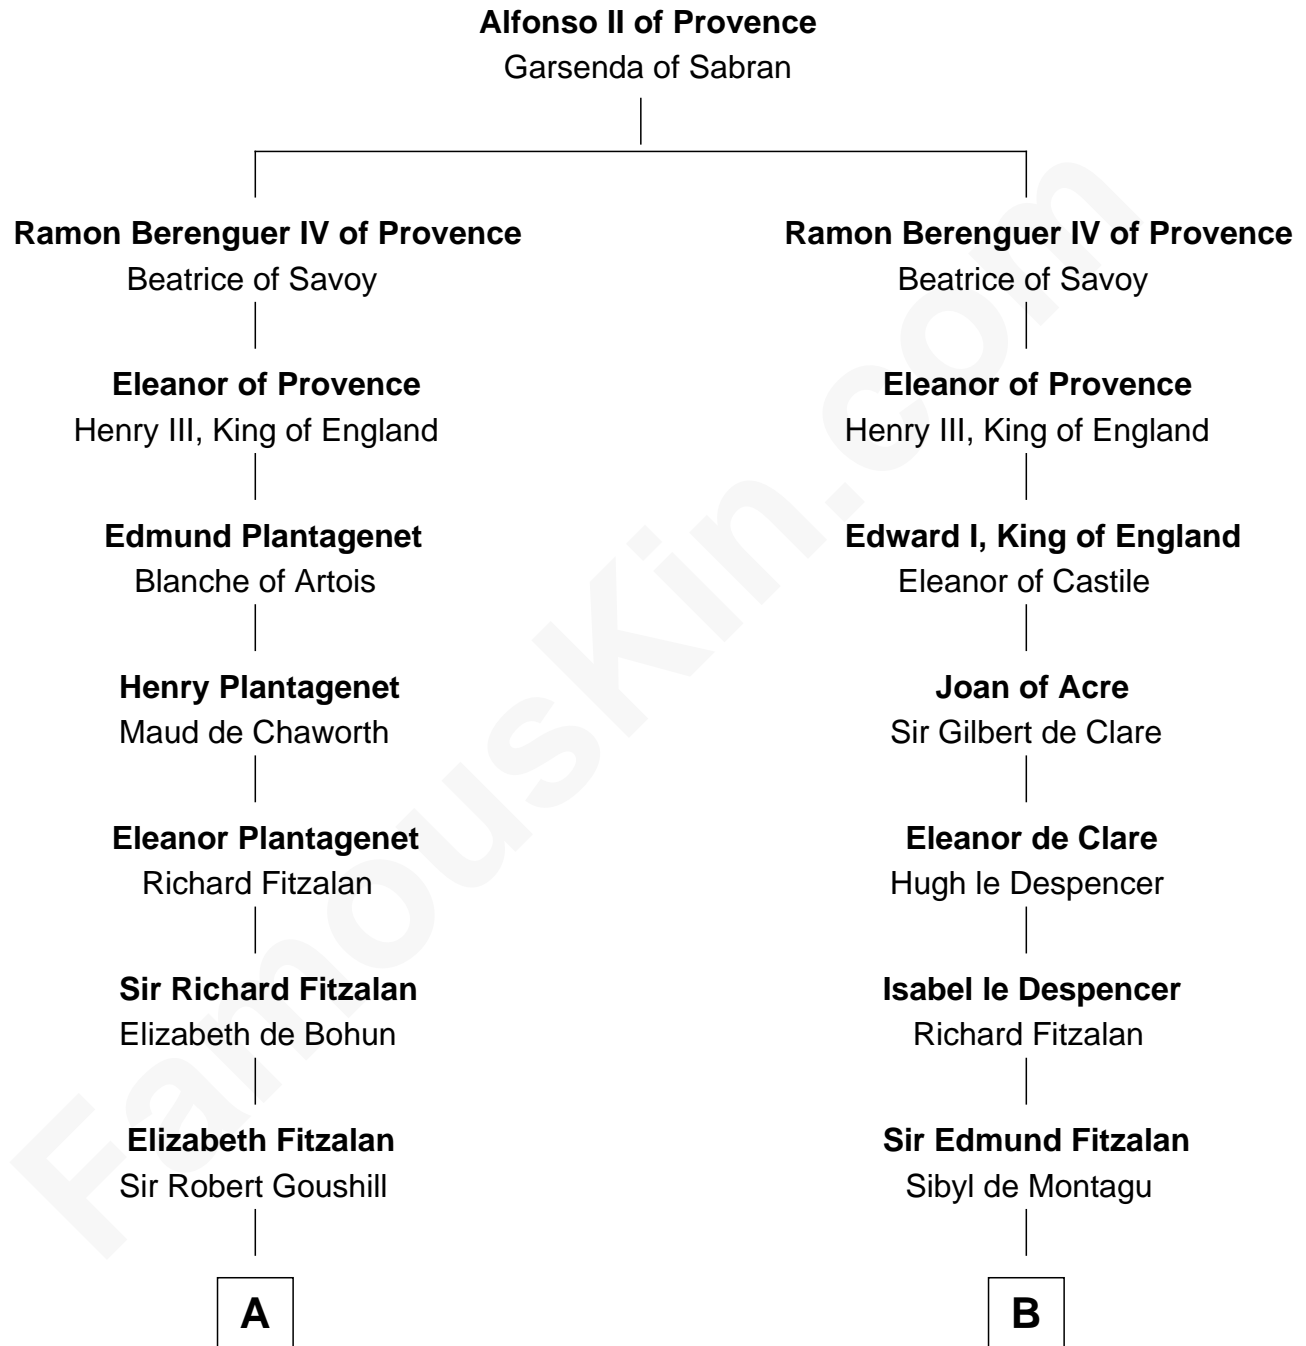 Alfonso II of Provence
Garsenda of Sabran
Ramon Berenguer IV of Provence
Beatrice of Savoy
Eleanor of Provence
Henry III, King of England
Edmund Plantagenet
Blanche of Artois
Henry Plantagenet
Maud de Chaworth
Eleanor Plantagenet
Richard Fitzalan
Sir Richard Fitzalan
Elizabeth de Bohun
Elizabeth Fitzalan
Sir Robert Goushill
A
Ramon Berenguer IV of Provence
Beatrice of Savoy
Eleanor of Provence
Henry III, King of England
Edward I, King of England
Eleanor of Castile
Joan of Acre
Sir Gilbert de Clare
Eleanor de Clare
Hugh le Despencer
Isabel le Despencer
Richard Fitzalan
Sir Edmund Fitzalan
Sibyl de Montagu
B
FamousKin.com